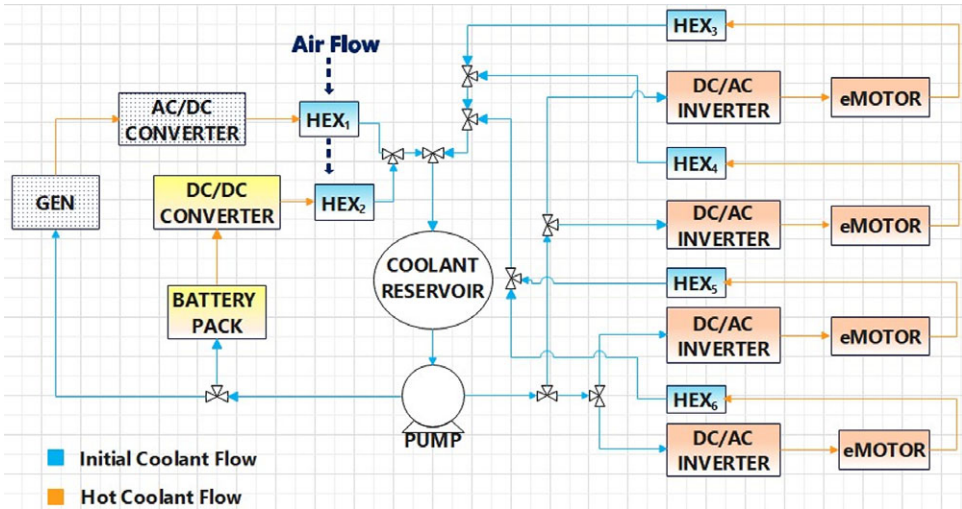 HEX₃
Air Flow
DC/AC
INVERTER
eMOTOR
AC/DC
CONVERTER
HEX₁
HEX₄
GEN
DC/DC
CONVERTER
HEX₂
DC/AC
INVERTER
eMOTOR
COOLANT
RESERVOIR
HEX₅
BATTERY
PACK
DC/AC
INVERTER
eMOTOR
HEX₆
PUMP
DC/AC
INVERTER
eMOTOR
Initial Coolant Flow
Hot Coolant Flow